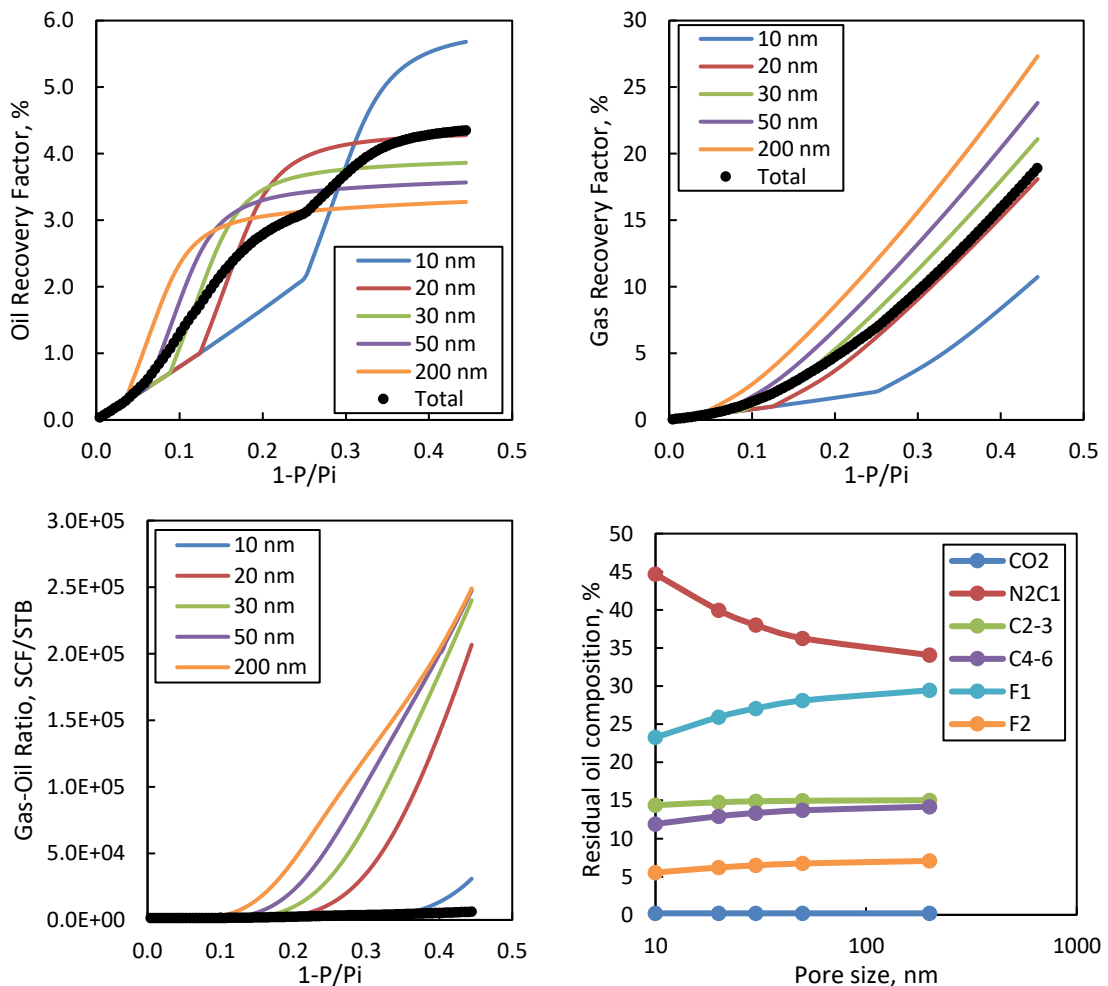 Oil Recovery Factor, %
6.0
5.0
4.0
3.0
2.0
1.0
0.0
0.0 0.1 0.2 0.3 0.4 0.5
1-P/Pi
10 nm
20 nm
30 nm
50 nm
200 nm
Total
Gas Recovery Factor, %
30
25
20
15
10
5
0
0.0 0.1 0.2 0.3 0.4 0.5
1-P/Pi
10 nm
20 nm
30 nm
50 nm
200 nm
Total
Gas-Oil Ratio, SCF/STB
3.0E+05
2.5E+05
2.0E+05
1.5E+05
1.0E+05
5.0E+04
0.0E+00
0.0 0.1 0.2 0.3 0.4 0.5
1-P/Pi
10 nm
20 nm
30 nm
50 nm
200 nm
Residual oil composition, %
50
45
40
35
30
25
20
15
10
5
0
10 100 1000
Pore size, nm
CO2
N2C1
C2-3
C4-6
F1
F2